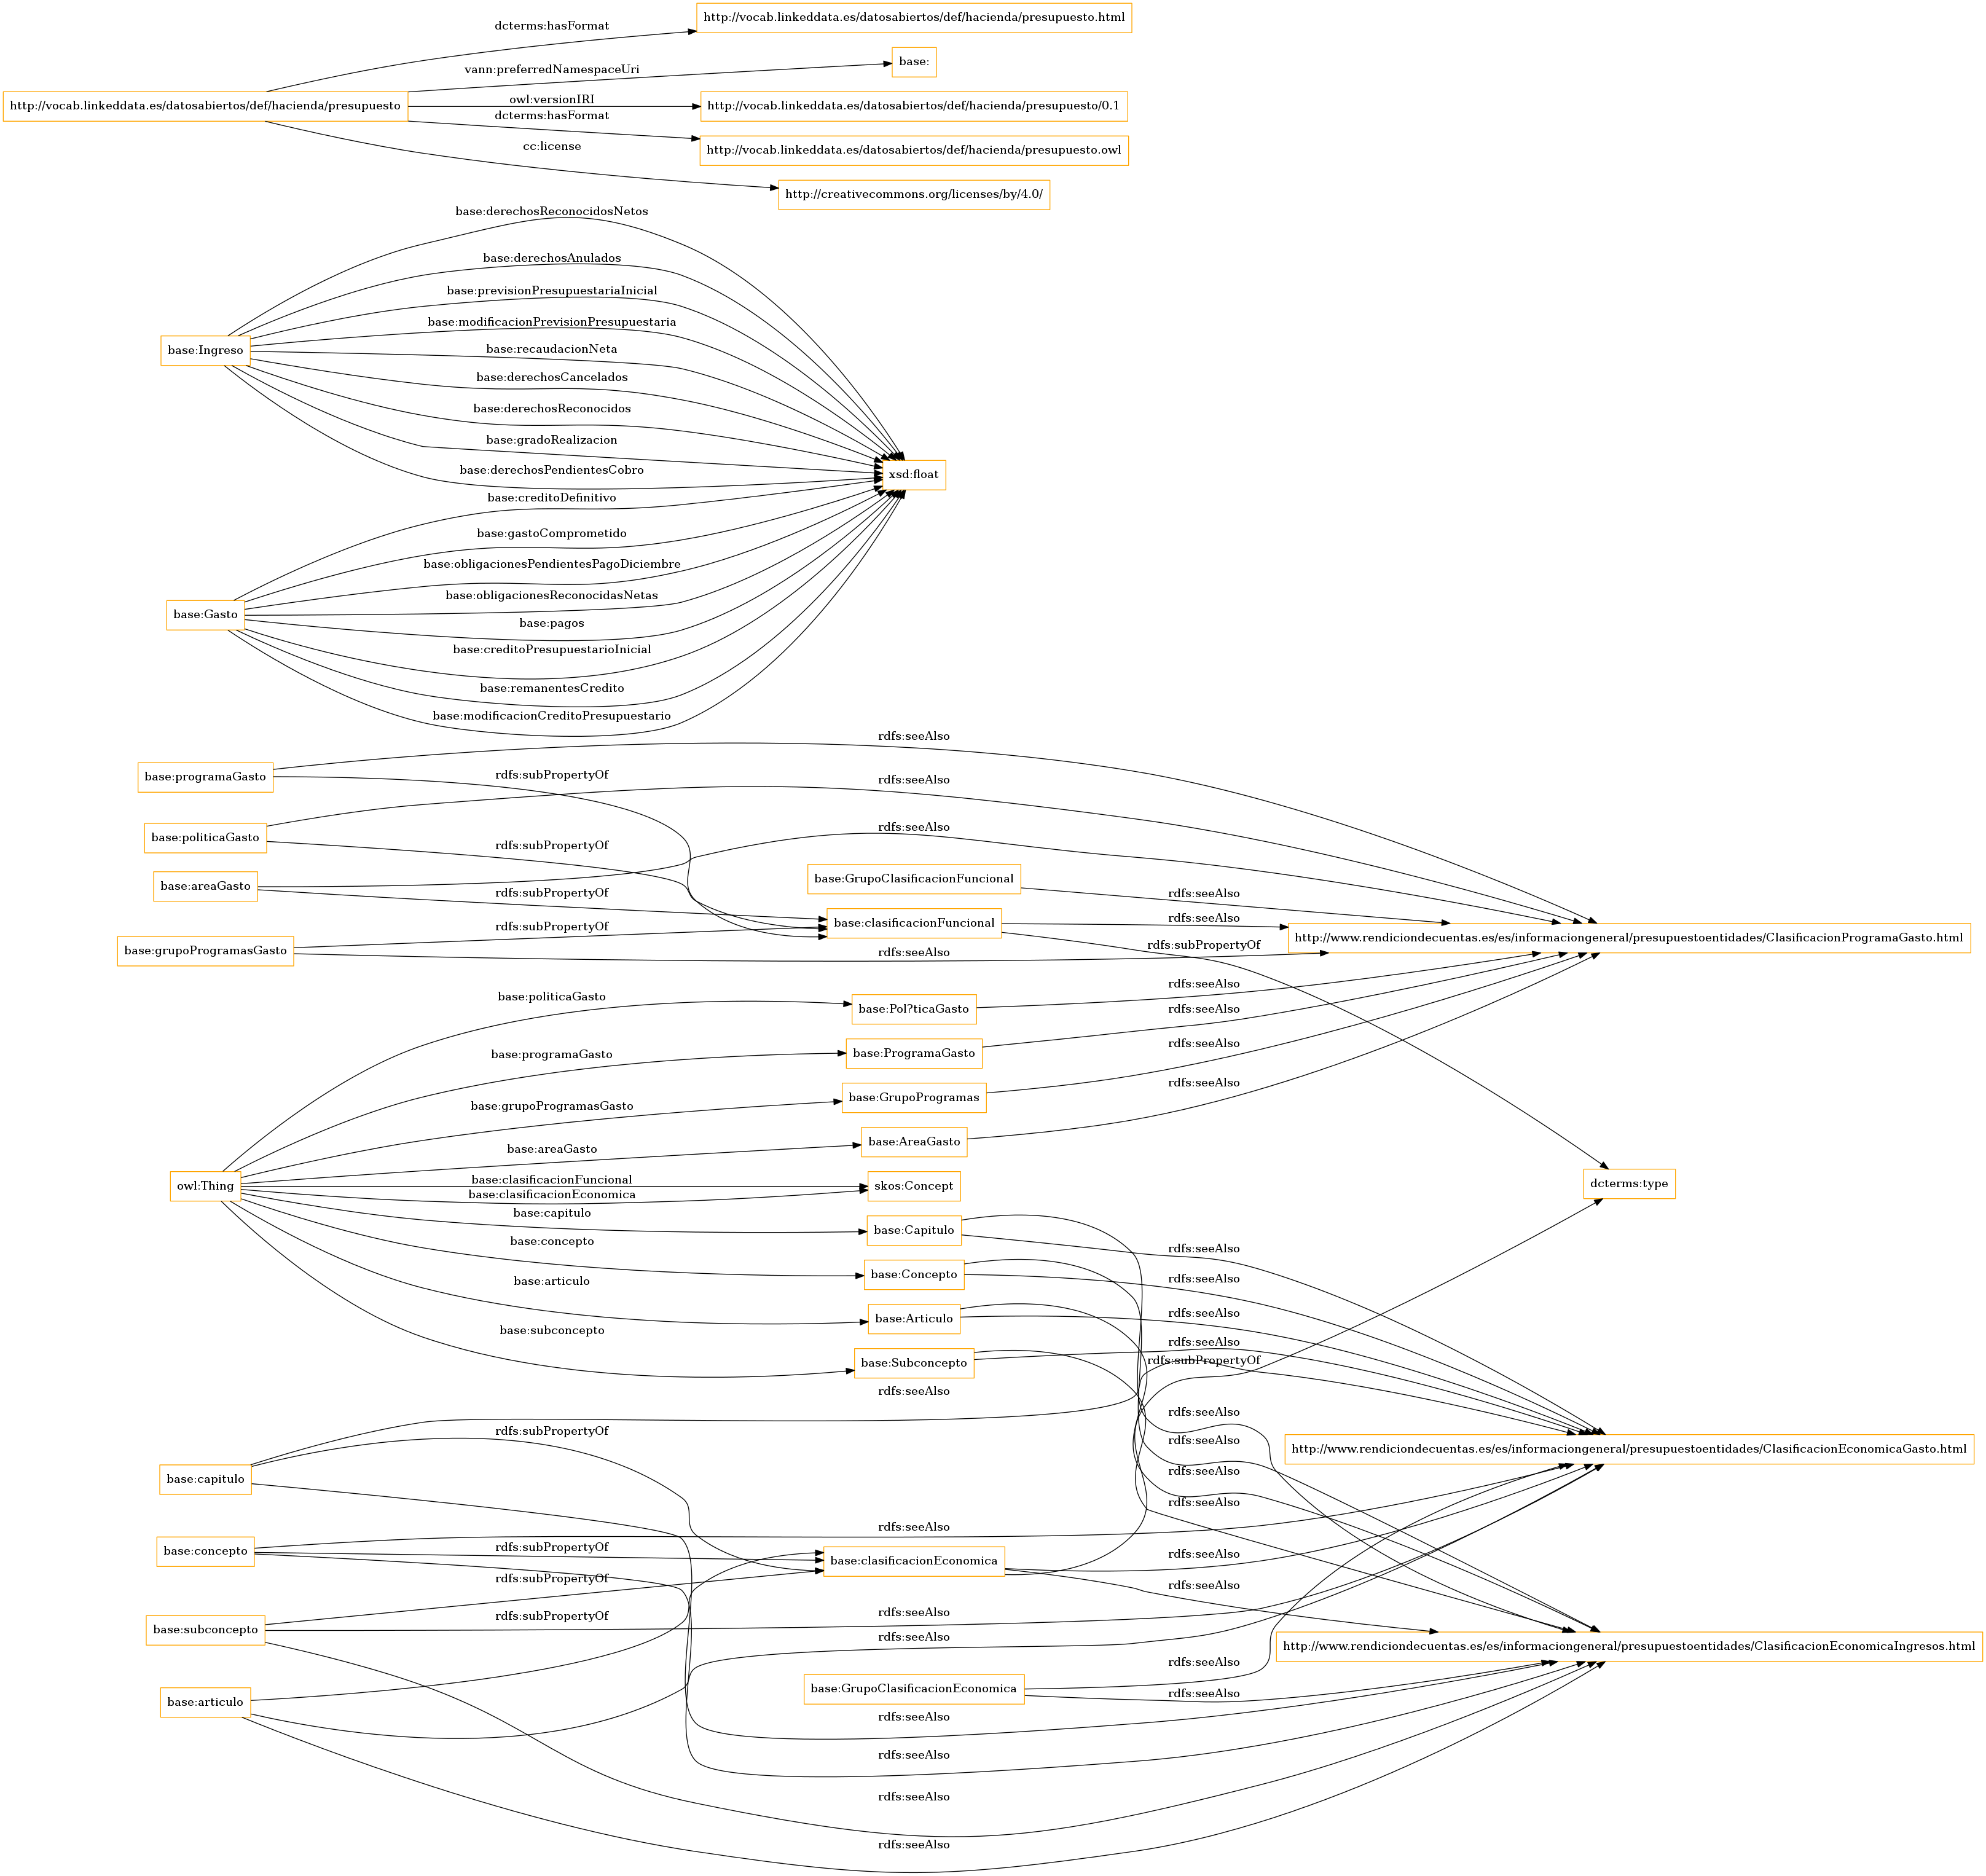 http://vocab.linkeddata.es/datosabiertos/def/hacienda/presupuesto.html
dcterms:hasFormat
base:
vann:preferredNamespaceUri
http://vocab.linkeddata.es/datosabiertos/def/hacienda/presupuesto
owl:versionIRI
http://vocab.linkeddata.es/datosabiertos/def/hacienda/presupuesto/0.1
dcterms:hasFormat
http://vocab.linkeddata.es/datosabiertos/def/hacienda/presupuesto.owl
cc:license
http://creativecommons.org/licenses/by/4.0/
base:derechosReconocidosNetos
base:derechosAnulados
base:previsionPresupuestariaInicial
base:modificacionPrevisionPresupuestaria
base:Ingreso
base:recaudacionNeta
base:derechosCancelados
base:derechosReconocidos
base:gradoRealizacion
base:derechosPendientesCobro
xsd:float
base:creditoDefinitivo
base:gastoComprometido
base:obligacionesPendientesPagoDiciembre
base:obligacionesReconocidasNetas
base:Gasto
base:pagos
base:creditoPresupuestarioInicial
base:remanentesCredito
base:modificacionCreditoPresupuestario
rdfs:seeAlso
base:programaGasto
rdfs:subPropertyOf
rdfs:seeAlso
base:politicaGasto
rdfs:subPropertyOf
rdfs:seeAlso
base:areaGasto
rdfs:subPropertyOf
base:GrupoClasificacionFuncional
rdfs:seeAlso
base:clasificacionFuncional
rdfs:seeAlso
http://www.rendiciondecuentas.es/es/informaciongeneral/presupuestoentidades/ClasificacionProgramaGasto.html
rdfs:subPropertyOf
base:grupoProgramasGasto
rdfs:seeAlso
rdfs:subPropertyOf
base:politicaGasto
base:Pol?ticaGasto
rdfs:seeAlso
base:programaGasto
base:ProgramaGasto
rdfs:seeAlso
base:grupoProgramasGasto
base:GrupoProgramas
rdfs:seeAlso
base:areaGasto
base:AreaGasto
rdfs:seeAlso
owl:Thing
base:clasificacionFuncional
base:clasificacionEconomica
skos:Concept
dcterms:type
base:capitulo
base:Capitulo
rdfs:seeAlso
base:concepto
base:Concepto
rdfs:seeAlso
base:articulo
base:Articulo
rdfs:seeAlso
base:subconcepto
base:Subconcepto
rdfs:seeAlso
rdfs:subPropertyOf
rdfs:seeAlso
rdfs:seeAlso
rdfs:subPropertyOf
rdfs:seeAlso
http://www.rendiciondecuentas.es/es/informaciongeneral/presupuestoentidades/ClasificacionEconomicaGasto.html
base:capitulo
rdfs:seeAlso
rdfs:seeAlso
rdfs:seeAlso
base:concepto
rdfs:subPropertyOf
base:clasificacionEconomica
rdfs:seeAlso
rdfs:subPropertyOf
rdfs:seeAlso
base:subconcepto
rdfs:subPropertyOf
rdfs:seeAlso
rdfs:seeAlso
http://www.rendiciondecuentas.es/es/informaciongeneral/presupuestoentidades/ClasificacionEconomicaIngresos.html
rdfs:seeAlso
base:articulo
base:GrupoClasificacionEconomica
rdfs:seeAlso
rdfs:seeAlso
rdfs:seeAlso
rdfs:seeAlso
rdfs:seeAlso